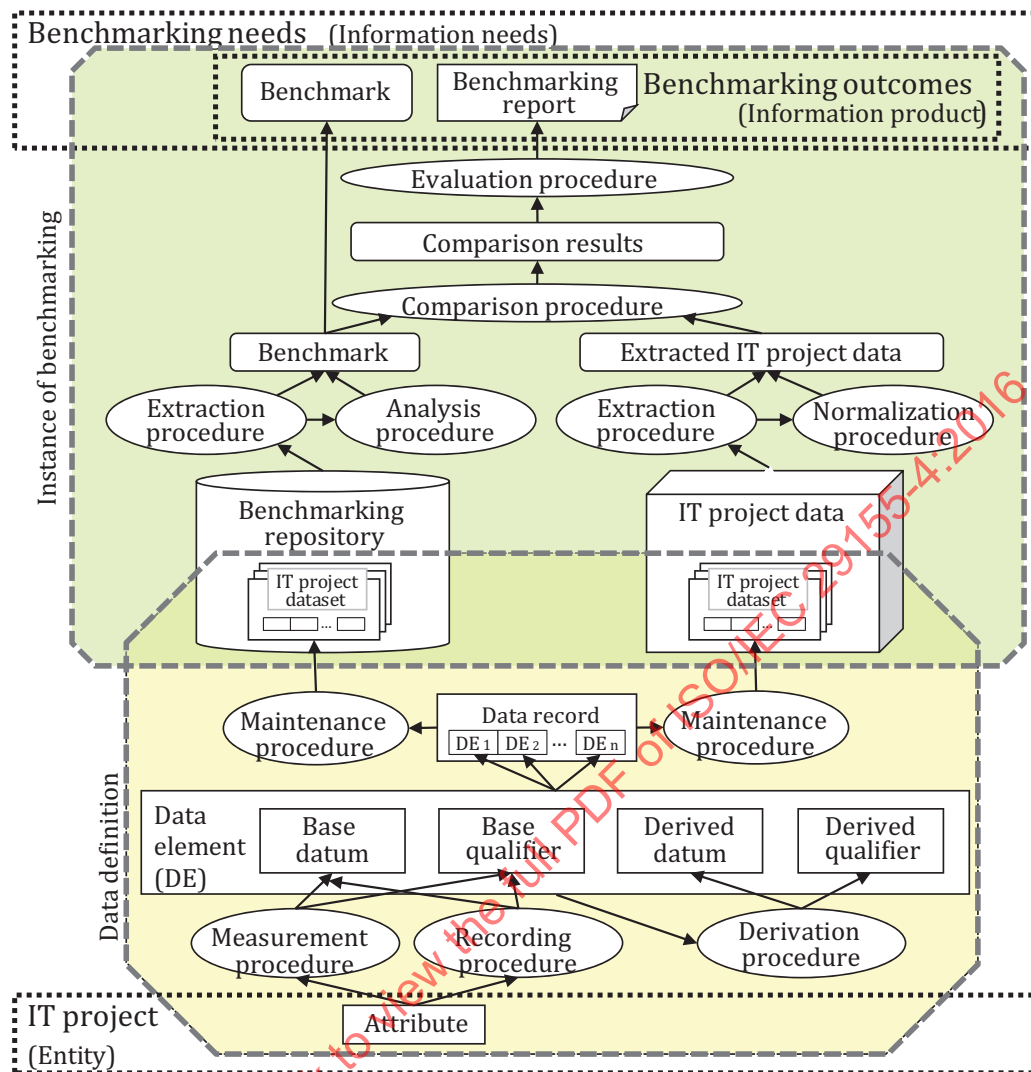 Benchmarking needs (Information needs)
Benchmark
Benchmarking
report
Benchmarking outcomes
(Information product)
Evaluation procedure
Comparison results
Comparison procedure
Benchmark
Extracted IT project data
Extraction
procedure
Analysis
procedure
Extraction
procedure
Normalization
procedure
Instance of benchmarking
Benchmarking
repository
IT project data
IT project
dataset
...
IT project
dataset
...
Maintenance
procedure
Data record
DE 1 DE 2 ... DE n
Maintenance
procedure
Data definition
Data
element
(DE)
Base
datum
Base
qualifier
Derived
datum
Derived
qualifier
Measurement
procedure
Recording
procedure
Derivation
procedure
IT project
(Entity)
Attribute
to view the full PDF of ISO/IEC 29155-4:2016